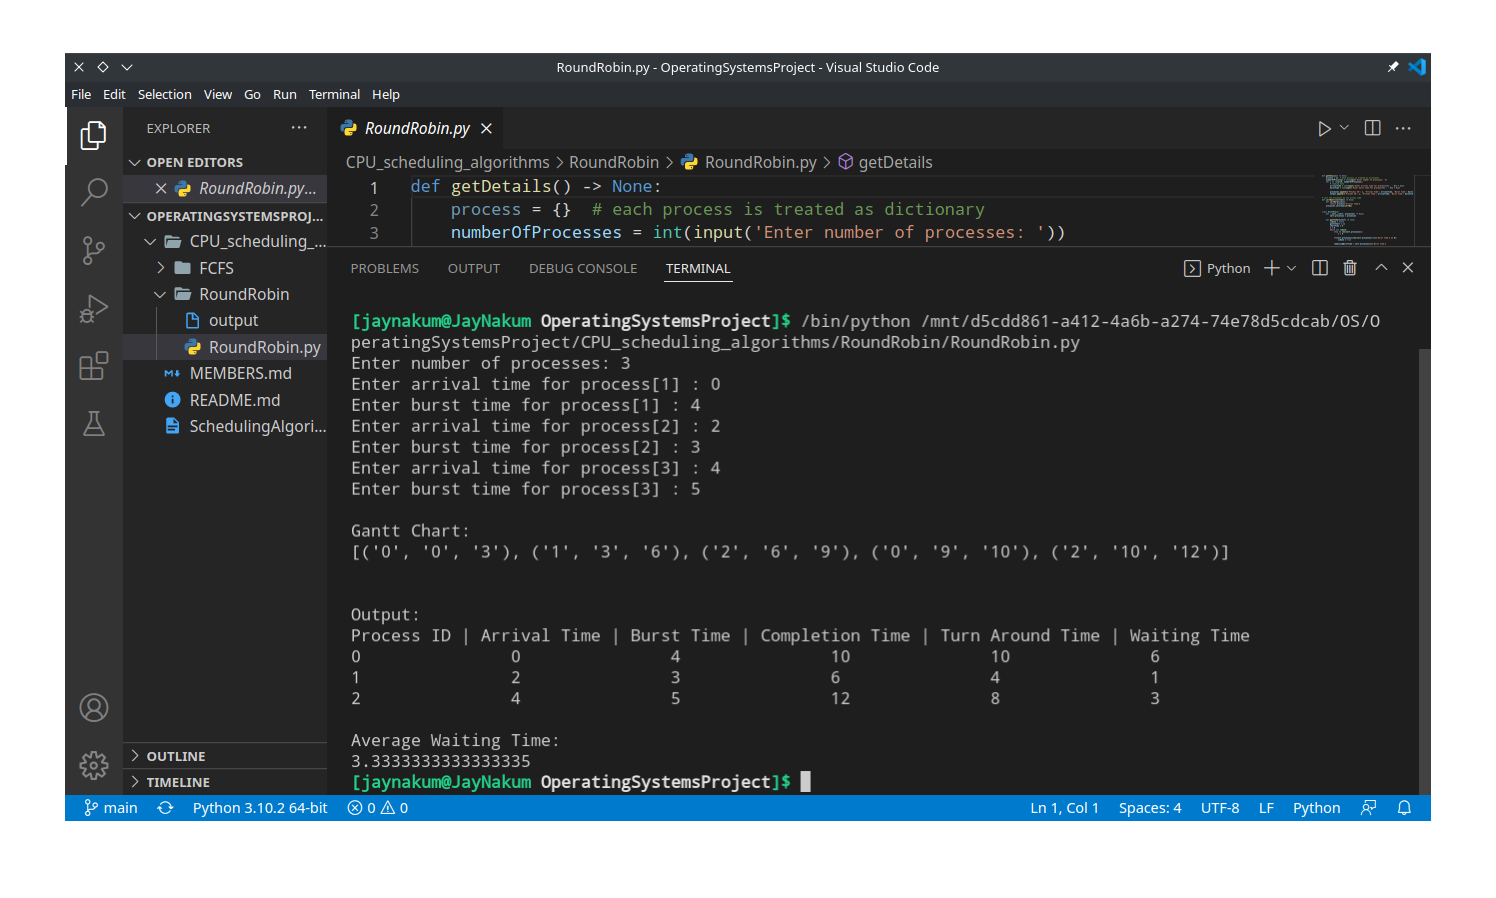 RoundRobin.py - OperatingSystemsProject - Visual Studio Code
File Edit Selection View Go Run Terminal Help
EXPLORER
OPEN EDITORS
RoundRobin.py...
OPERATINGSYSTEMSPROJ...
CPU_scheduling_...
FCFS
RoundRobin
output
RoundRobin.py
MEMBERS.md
README.md
SchedulingAlgori...
OUTLINE
TIMELINE
RoundRobin.py
CPU_scheduling_algorithms > RoundRobin > RoundRobin.py > getDetails
1 def getDetails() -> None:
2 process = {}  # each process is treated as dictionary
3 numberOfProcesses = int(input('Enter number of processes: '))
PROBLEMS OUTPUT DEBUG CONSOLE TERMINAL
Python
[jaynakum@JayNakum OperatingSystemsProject]$ /bin/python /mnt/d5cdd861-a412-4a6b-a274-74e78d5cdcab/OS/O
peratingSystemsProject/CPU_scheduling_algorithms/RoundRobin/RoundRobin.py
Enter number of processes: 3
Enter arrival time for process[1] : 0
Enter burst time for process[1] : 4
Enter arrival time for process[2] : 2
Enter burst time for process[2] : 3
Enter arrival time for process[3] : 4
Enter burst time for process[3] : 5
Gantt Chart:
[('0', '0', '3'), ('1', '3', '6'), ('2', '6', '9'), ('0', '9', '10'), ('2', '10', '12')]
Output:
Process ID | Arrival Time | Burst Time | Completion Time | Turn Around Time | Waiting Time
0 0 4 10 10 6
1 2 3 6 4 1
2 4 5 12 8 3
Average Waiting Time:
3.3333333333333335
[jaynakum@JayNakum OperatingSystemsProject]$
main Python 3.10.2 64-bit 0 0 Ln 1, Col 1 Spaces: 4 UTF-8 LF Python